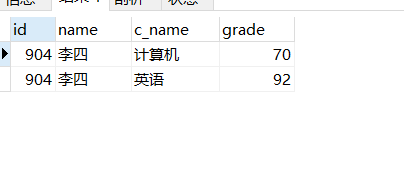 id name c_name grade
904 李四 计算机 70
904 李四 英语 92